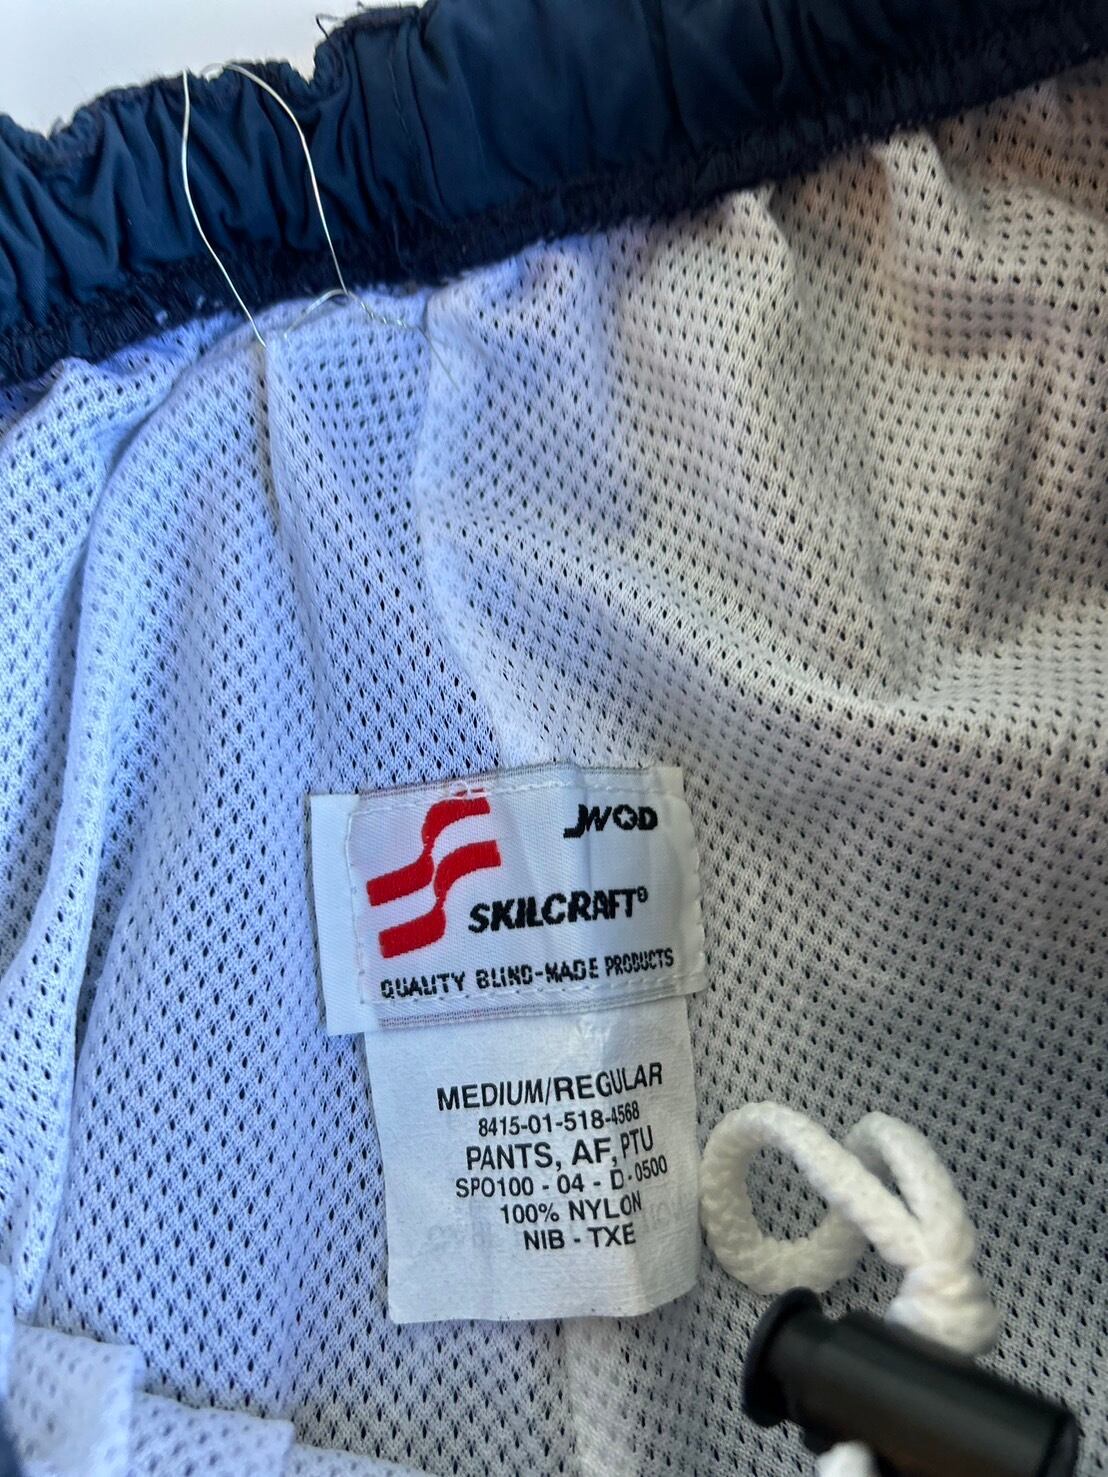 JWOD
SKILCRAFT®
QUALITY BLIND-MADE PRODUCTS
MEDIUM/REGULAR
8415-01-518-4568
PANTS, AF, PTU
SPO100 - 04 - D - 0500
100% NYLON
NIB - TXE